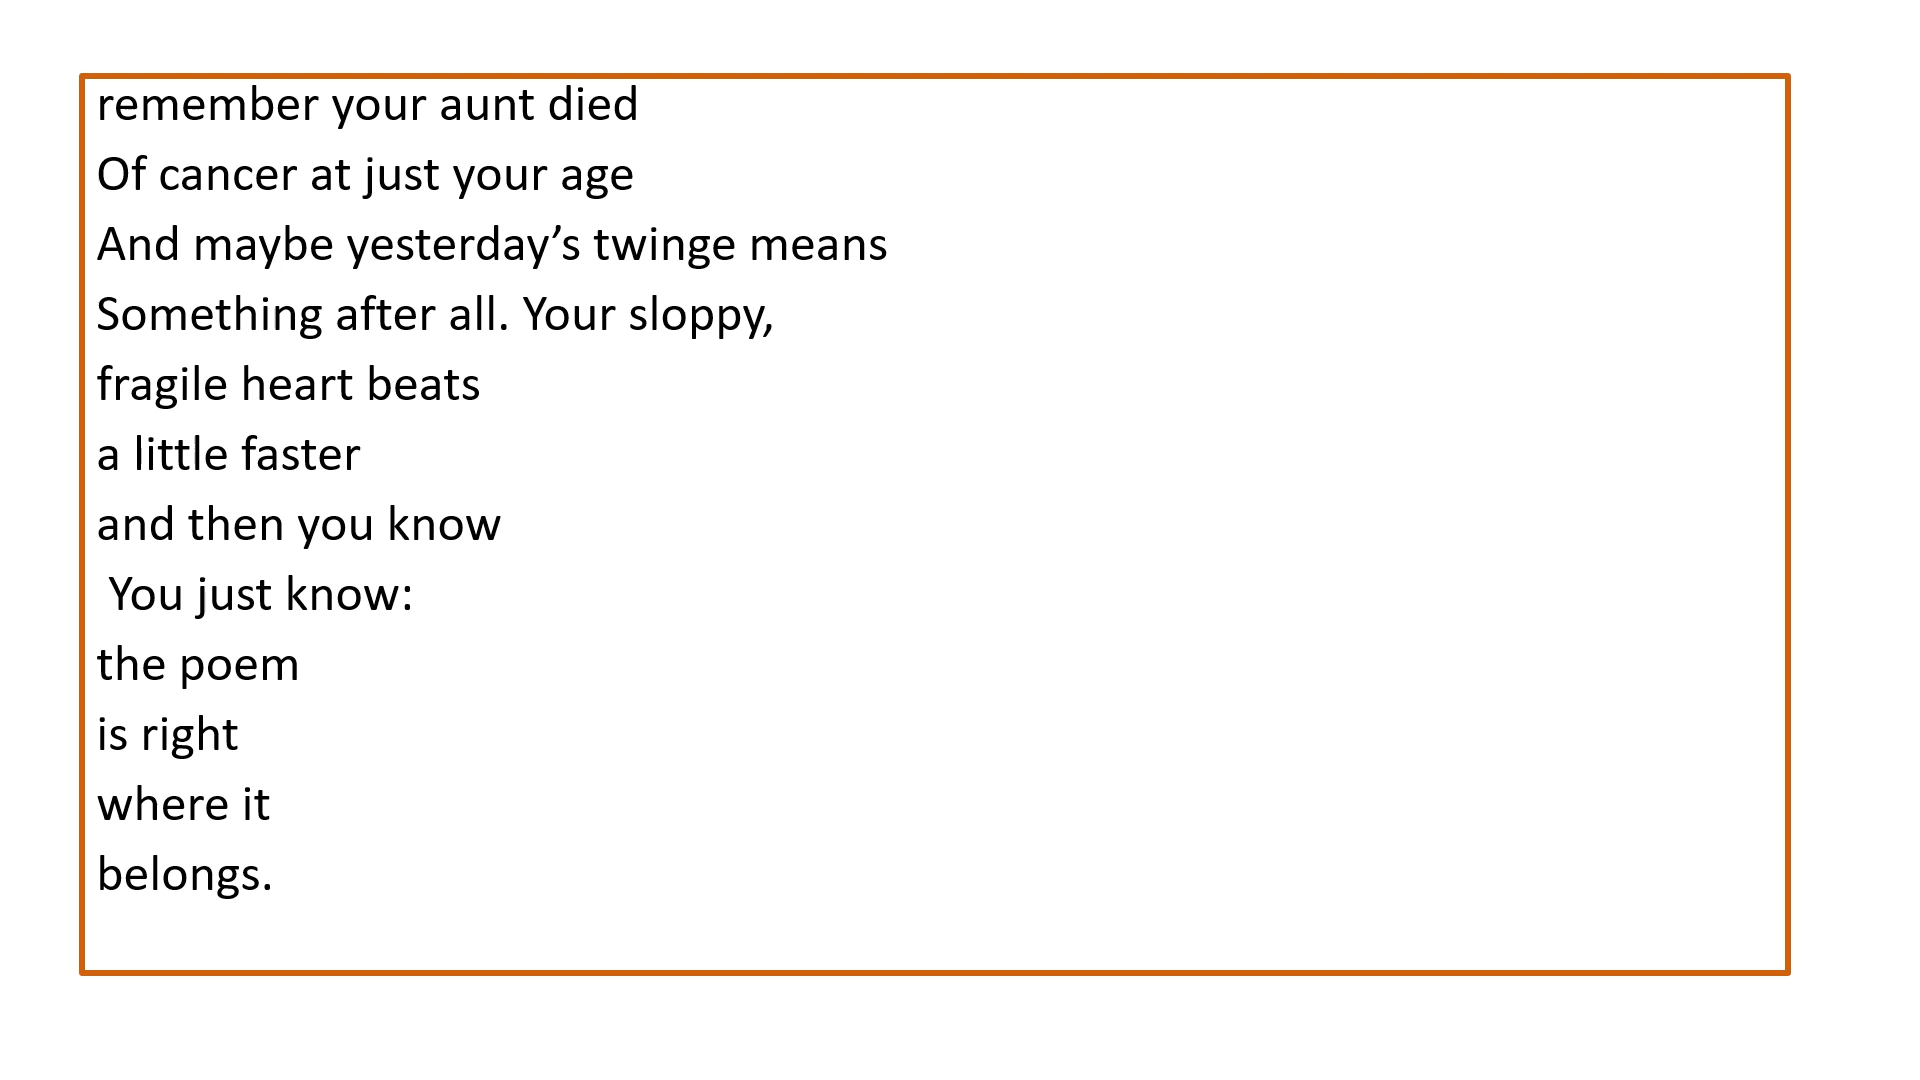 remember your aunt died
Of cancer at just your age
And maybe yesterday’s twinge means
Something after all. Your sloppy,
fragile heart beats
a little faster
and then you know
You just know:
the poem
is right
where it
belongs.